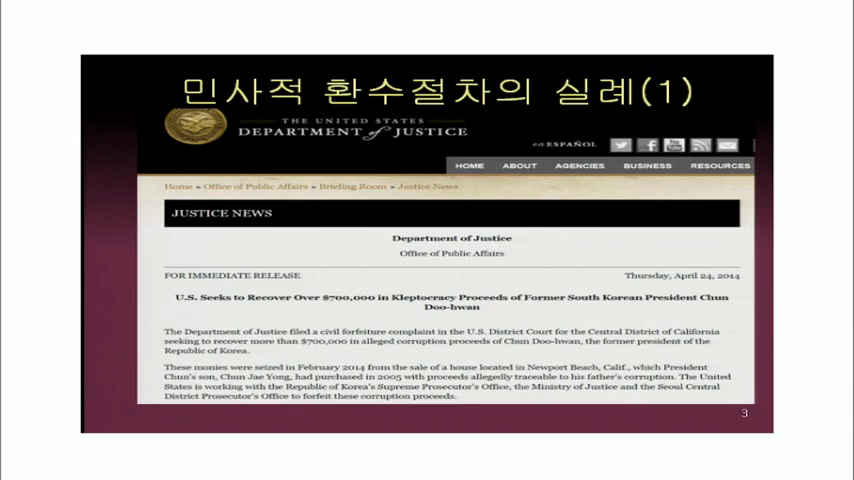 민사적 환수절차의 실례(1)
THE UNITED STATES
DEPARTMENT of JUSTICE
en ESPAÑOL
HOME ABOUT AGENCIES BUSINESS RESOURCES
Home » Office of Public Affairs » Briefing Room » Justice News
JUSTICE NEWS
Department of Justice
Office of Public Affairs
FOR IMMEDIATE RELEASE Thursday, April 24, 2014
U.S. Seeks to Recover Over $700,000 in Kleptocracy Proceeds of Former South Korean President Chun
Doo-hwan
The Department of Justice filed a civil forfeiture complaint in the U.S. District Court for the Central District of California
seeking to recover more than $700,000 in alleged corruption proceeds of Chun Doo-hwan, the former president of the
Republic of Korea.
These monies were seized in February 2014 from the sale of a house located in Newport Beach, Calif., which President
Chun's son, Chun Jae Yong, had purchased in 2005 with proceeds allegedly traceable to his father's corruption. The United
States is working with the Republic of Korea's Supreme Prosecutor's Office, the Ministry of Justice and the Seoul Central
District Prosecutor's Office to forfeit these corruption proceeds.
3